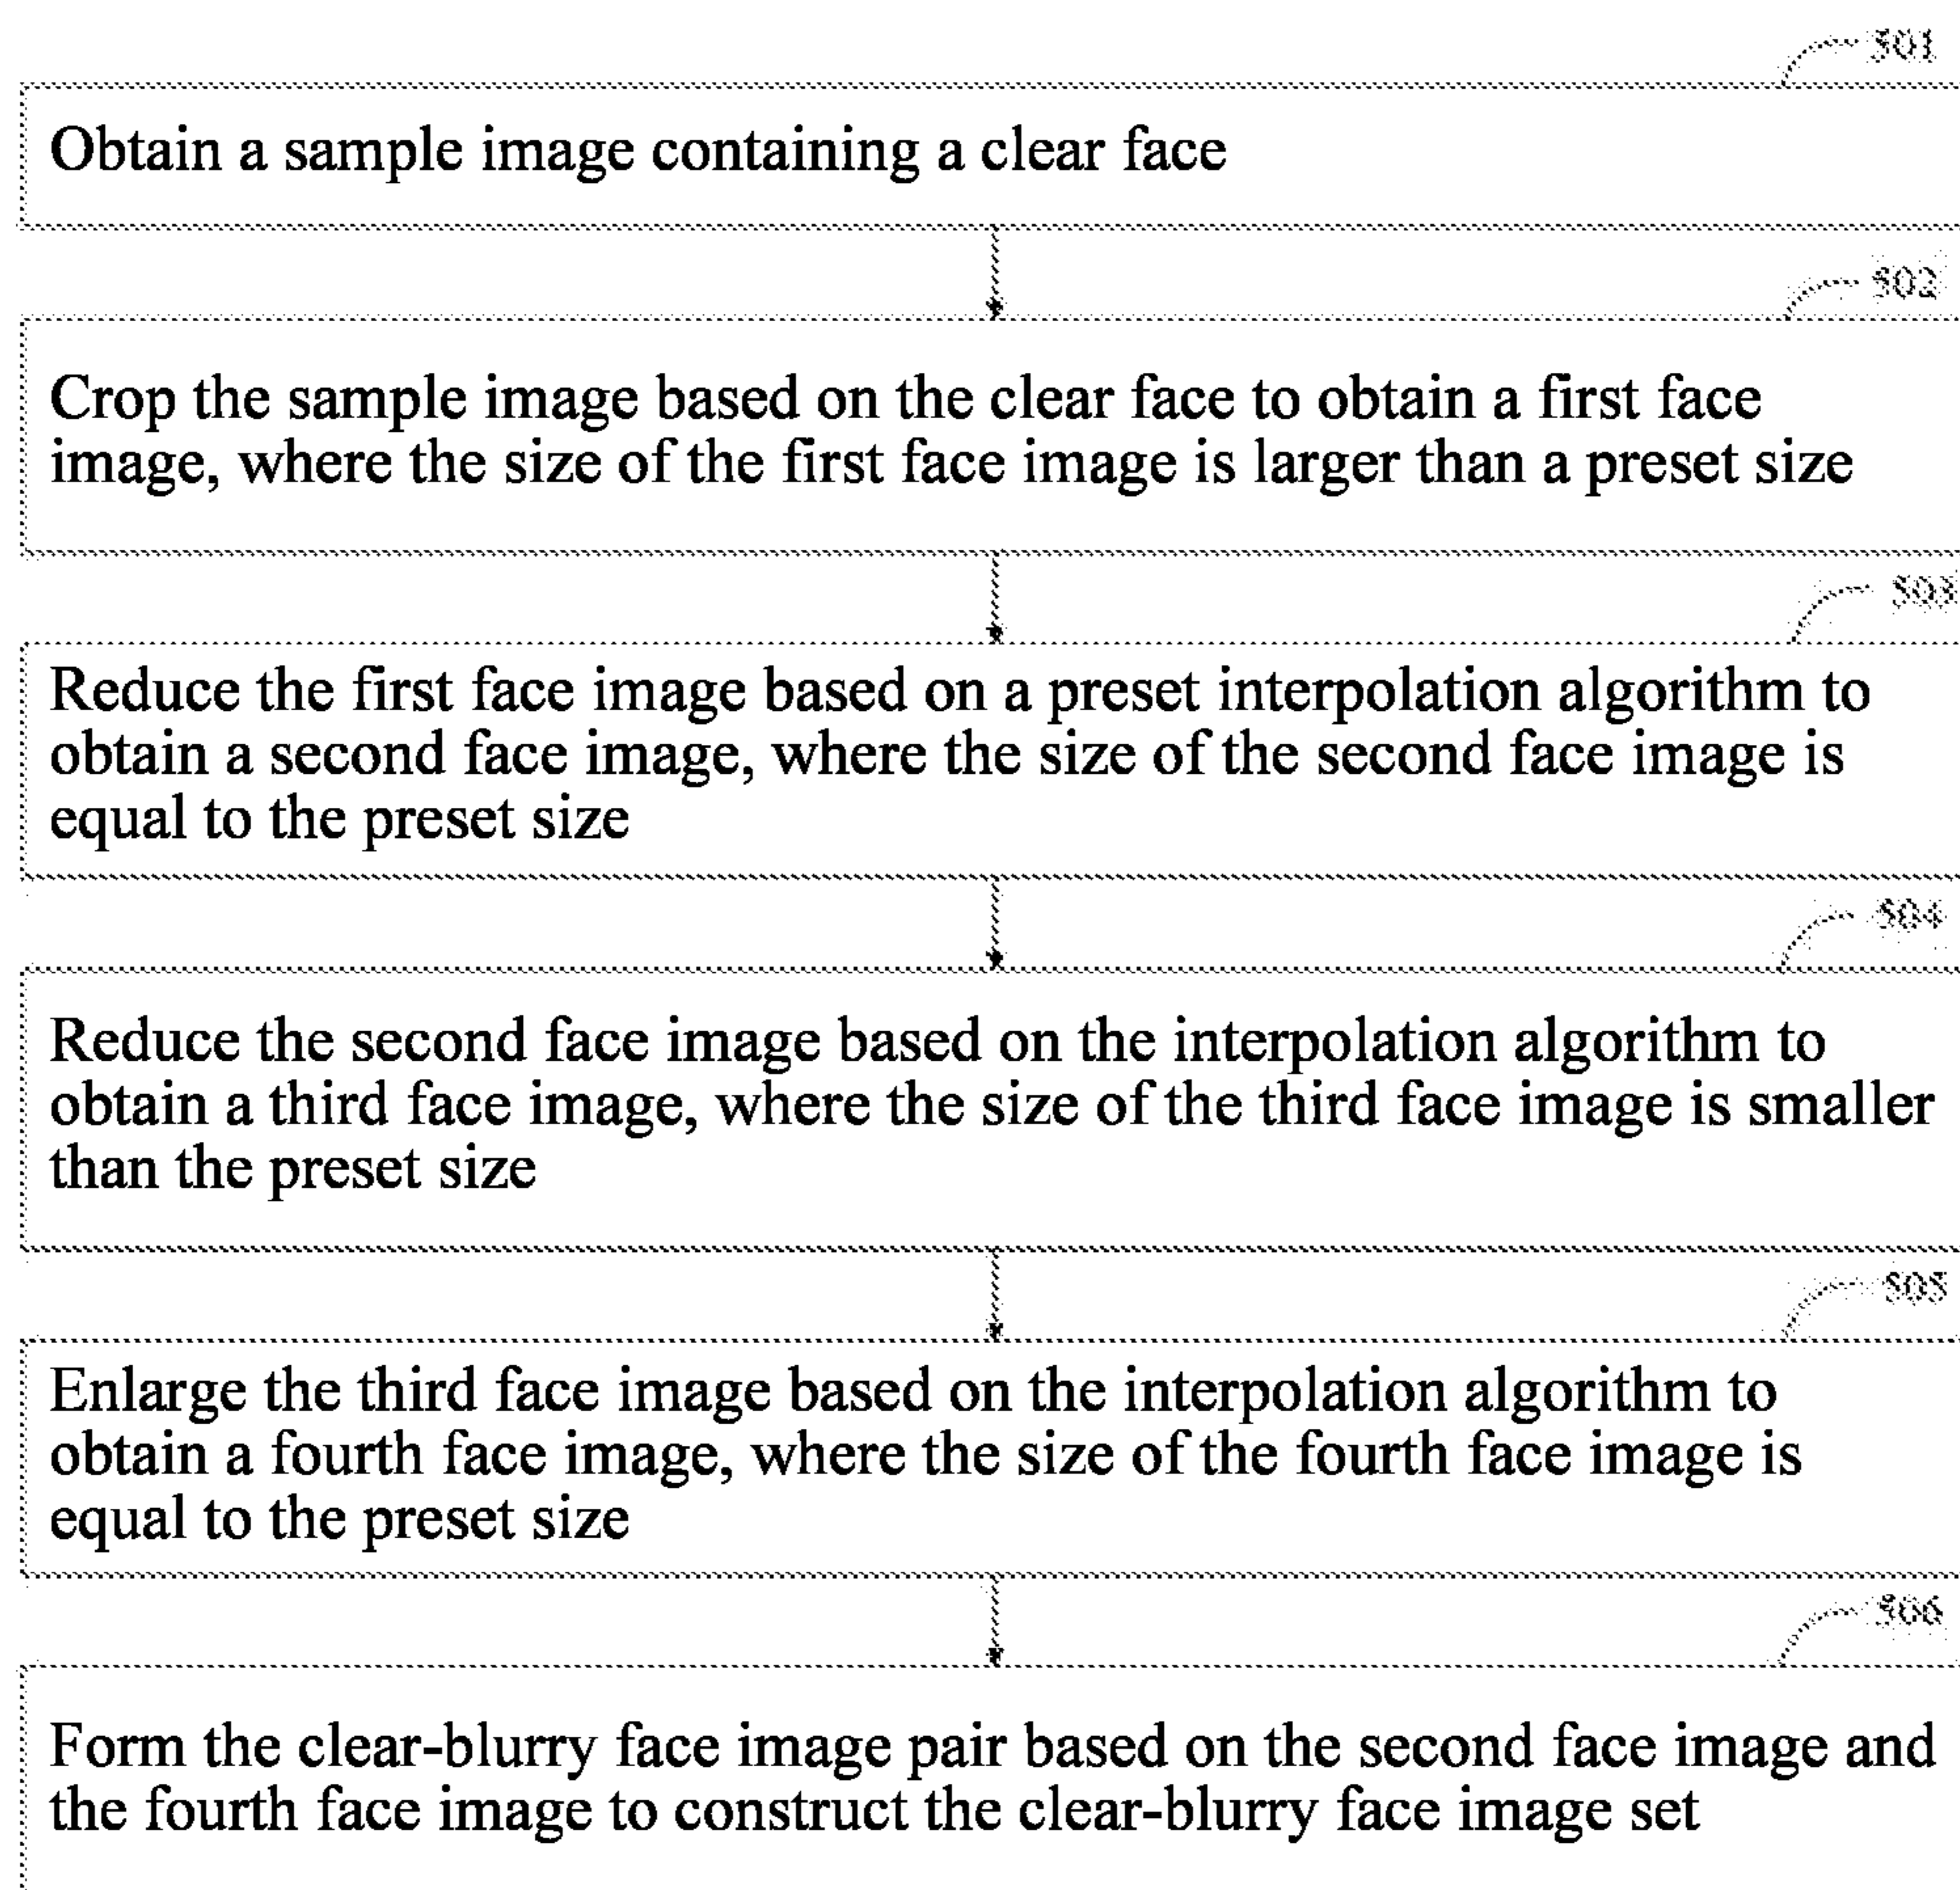 501
Obtain a sample image containing a clear face
502
Crop the sample image based on the clear face to obtain a first face
image, where the size of the first face image is larger than a preset size
503
Reduce the first face image based on a preset interpolation algorithm to
obtain a second face image, where the size of the second face image is
equal to the preset size
504
Reduce the second face image based on the interpolation algorithm to
obtain a third face image, where the size of the third face image is smaller
than the preset size
505
Enlarge the third face image based on the interpolation algorithm to
obtain a fourth face image, where the size of the fourth face image is
equal to the preset size
506
Form the clear-blurry face image pair based on the second face image and
the fourth face image to construct the clear-blurry face image set